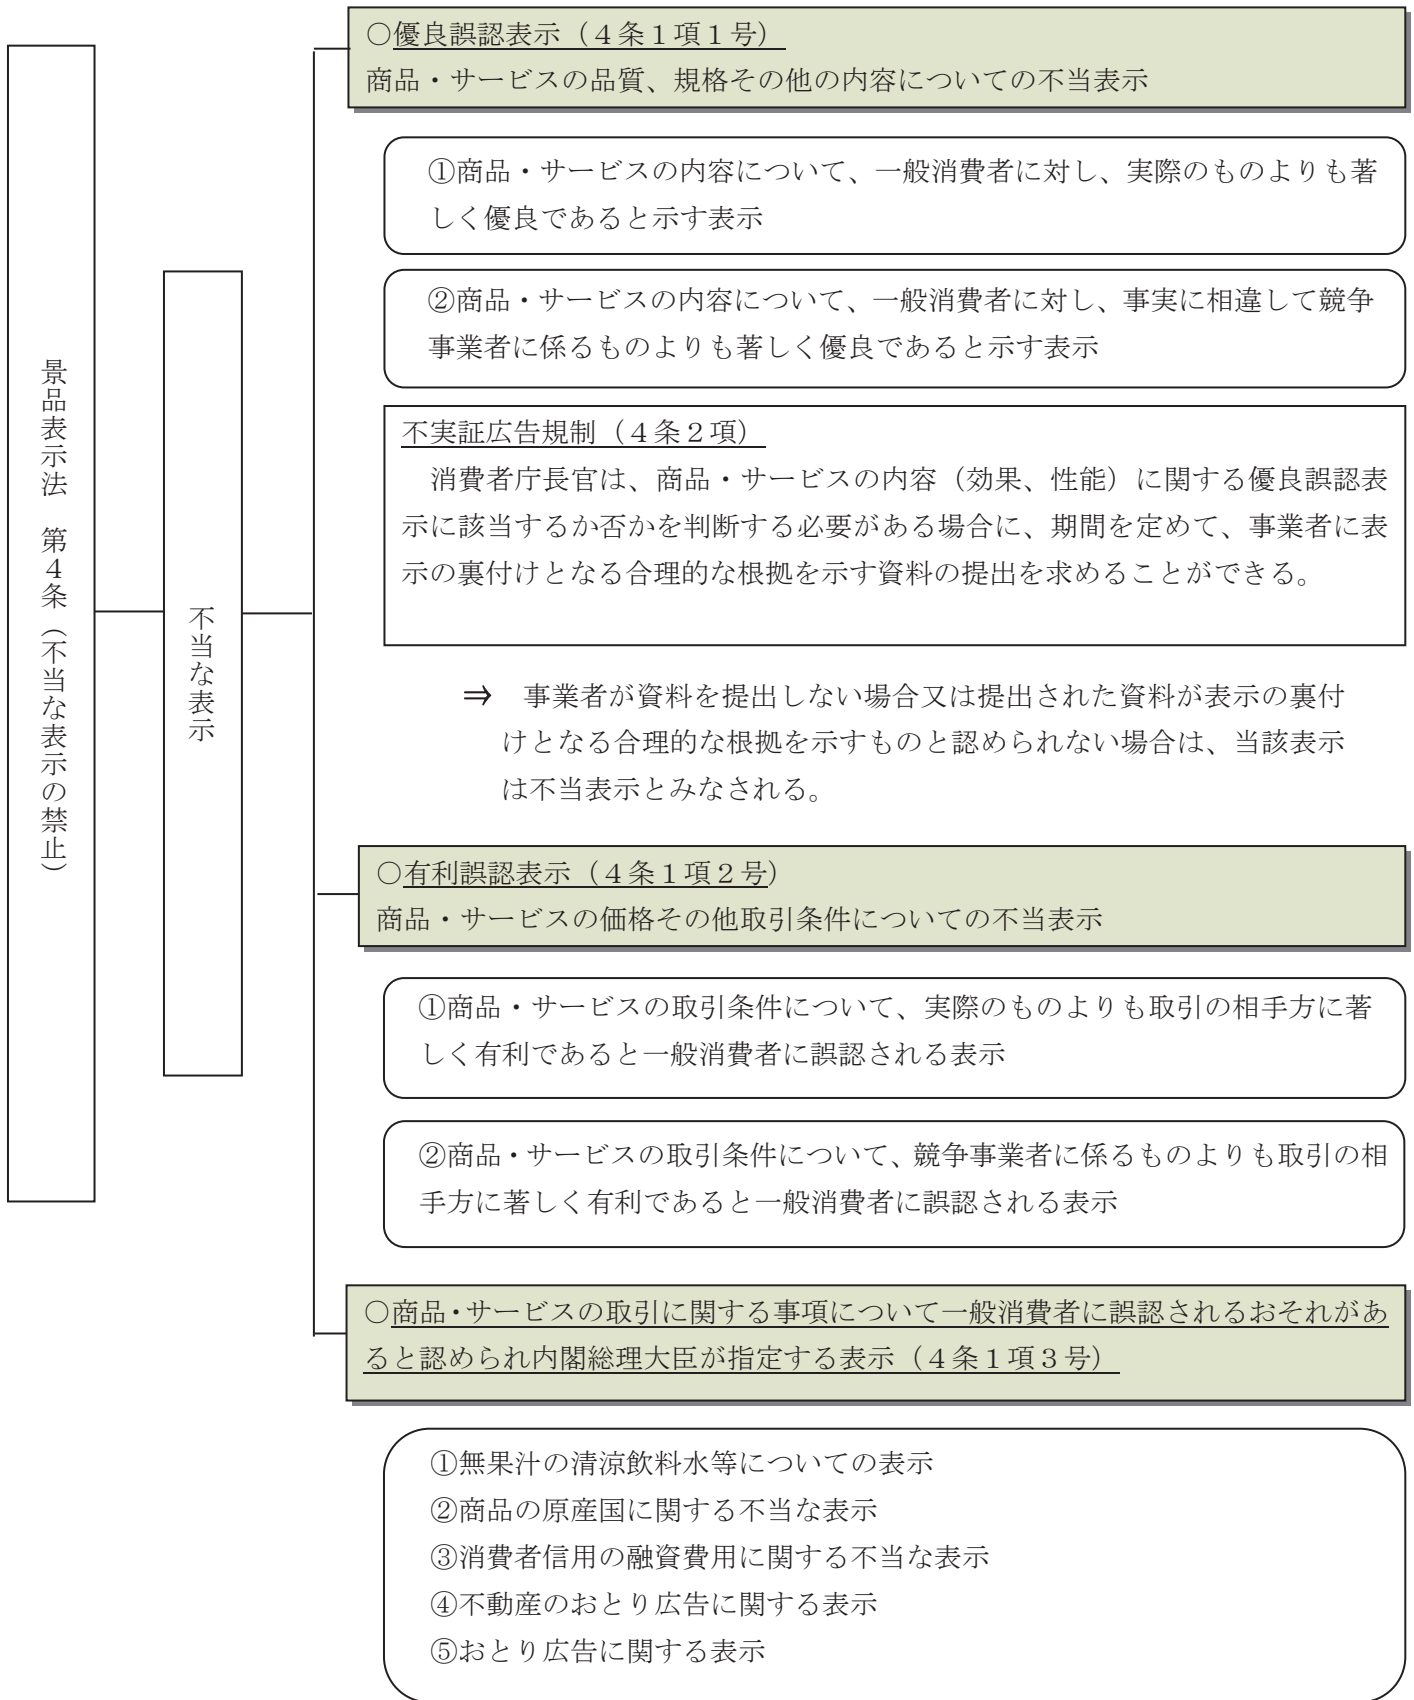 景品表示法　第４条（不当な表示の禁止）
不当な表示
○優良誤認表示（４条１項１号）
商品・サービスの品質、規格その他の内容についての不当表示
①商品・サービスの内容について、一般消費者に対し、実際のものよりも著
しく優良であると示す表示
②商品・サービスの内容について、一般消費者に対し、事実に相違して競争
事業者に係るものよりも著しく優良であると示す表示
不実証広告規制（４条２項）
消費者庁長官は、商品・サービスの内容（効果、性能）に関する優良誤認表
示に該当するか否かを判断する必要がある場合に、期間を定めて、事業者に表
示の裏付けとなる合理的な根拠を示す資料の提出を求めることができる。
⇒　事業者が資料を提出しない場合又は提出された資料が表示の裏付
けとなる合理的な根拠を示すものと認められない場合は、当該表示
は不当表示とみなされる。
○有利誤認表示（４条１項２号）
商品・サービスの価格その他取引条件についての不当表示
①商品・サービスの取引条件について、実際のものよりも取引の相手方に著
しく有利であると一般消費者に誤認される表示
②商品・サービスの取引条件について、競争事業者に係るものよりも取引の相
手方に著しく有利であると一般消費者に誤認される表示
○商品・サービスの取引に関する事項について一般消費者に誤認されるおそれがあ
ると認められ内閣総理大臣が指定する表示（４条１項３号）
①無果汁の清涼飲料水等についての表示
②商品の原産国に関する不当な表示
③消費者信用の融資費用に関する不当な表示
④不動産のおとり広告に関する表示
⑤おとり広告に関する表示